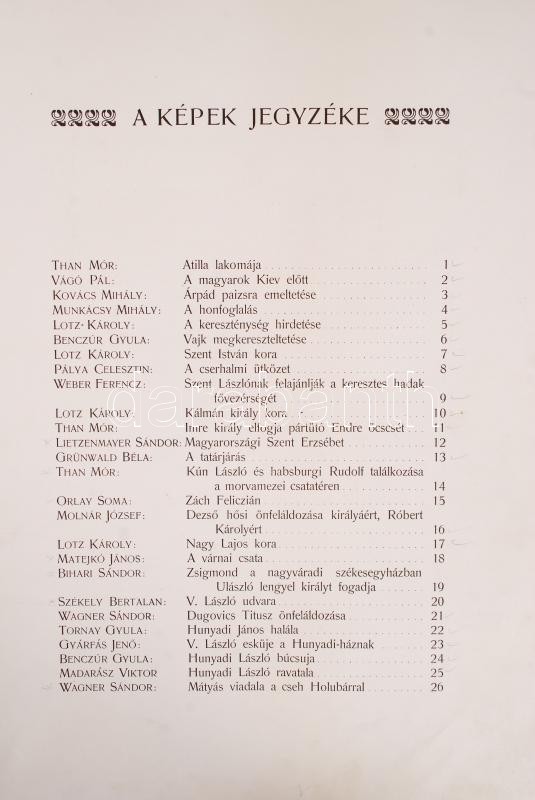 A KÉPEK JEGYZÉKE
THAN MÓR: Atilla lakomája 1
VÁGÓ PÁL: A magyarok Kiev előtt 2
KOVÁCS MIHÁLY: Árpád paizsra emeltetése 3
MUNKÁCSY MIHÁLY: A honfoglalás 4
LOTZ KÁROLY: A kereszténység hirdetése 5
BENCZÚR GYULA: Vajk megkereszteltetése 6
LOTZ KÁROLY: Szent István kora 7
PÁLYA CELESZTIN: A cserhalmi ütközet 8
WEBER FERENCZ: Szent Lászlónak felajánlják a keresztes hadak
fővezérségét 9
LOTZ KÁROLY: Kálmán király kora 10
THAN MÓR: Imre király elfogja pártütő Endre öcscsét 11
LIETZENMAYER SÁNDOR: Magyarországi Szent Erzsébet 12
GRÜNWALD BÉLA: A tatárjárás 13
THAN MÓR: Kún László és habsburgi Rudolf találkozása
a morvamezei csatatéren 14
ORLAY SOMA: Zách Feliczián 15
MOLNÁR JÓZSEF: Dezső hősi önfeláldozása királyáért, Róbert
Károlyért 16
LOTZ KÁROLY: Nagy Lajos kora 17
MATEJKÓ JÁNOS: A várnai csata 18
BIHARI SÁNDOR: Zsigmond a nagyváradi székesegyházban
Ulászló lengyel királyt fogadja 19
SZÉKELY BERTALAN: V. László udvara 20
WAGNER SÁNDOR: Dugovics Titusz önfeláldozása 21
TORNAY GYULA: Hunyadi János halála 22
GYÁRFÁS JENŐ: V. László esküje a Hunyadi-háznak 23
BENCZÚR GYULA: Hunyadi László búcsuja 24
MADARÁSZ VIKTOR Hunyadi László ravatala 25
WAGNER SÁNDOR: Mátyás viadala a cseh Holubárral 26
darabanth